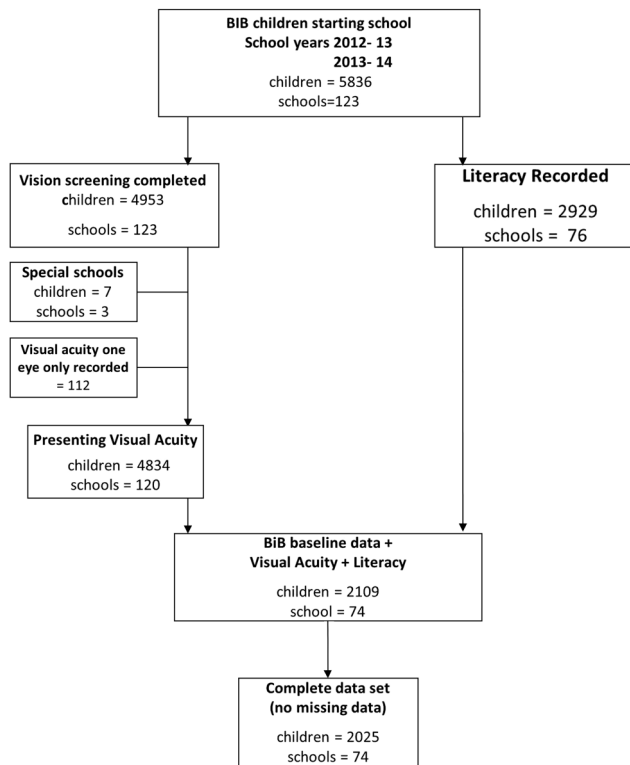 BIB children starting school
School years 2012- 13
2013- 14
children = 5836
schools=123
Vision screening completed
children = 4953
schools = 123
Literacy Recorded
children = 2929
schools = 76
Special schools
children = 7
schools = 3
Visual acuity one
eye only recorded
= 112
Presenting Visual Acuity
children = 4834
schools = 120
BiB baseline data +
Visual Acuity + Literacy
children = 2109
school = 74
Complete data set
(no missing data)
children = 2025
schools = 74